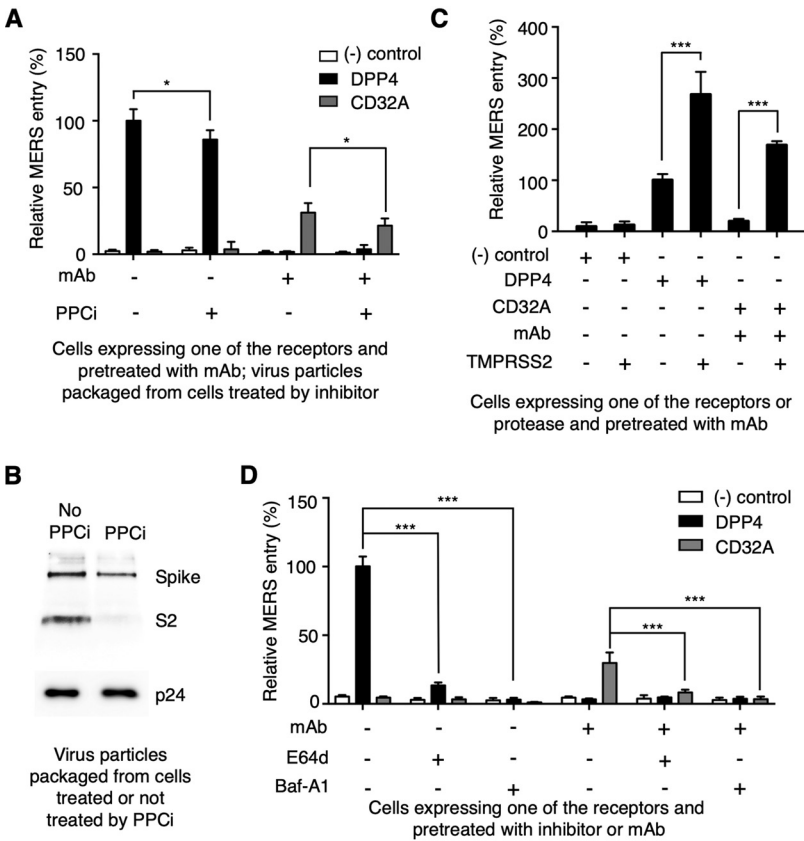 A
Relative MERS entry (%)
150
100
50
0
(-) control
DPP4
CD32A
*
*
mAb - - + +
PPCi - + - +
Cells expressing one of the receptors and
pretreated with mAb; virus particles
packaged from cells treated by inhibitor
C
Relative MERS entry (%)
400
300
200
100
0
***
***
(-) control + + - - - -
DPP4 - - + + - -
CD32A - - - - + +
mAb - - - - + +
TMPRSS2 - + - + - +
Cells expressing one of the receptors or
protease and pretreated with mAb
B
No
PPCi PPCi
Spike
S2
p24
Virus particles
packaged from cells
treated or not
treated by PPCi
D
Relative MERS entry (%)
150
100
50
0
(-) control
DPP4
CD32A
***
***
***
***
mAb - - - + + +
E64d - + - - + -
Baf-A1 - - + - - +
Cells expressing one of the receptors and
pretreated with inhibitor or mAb